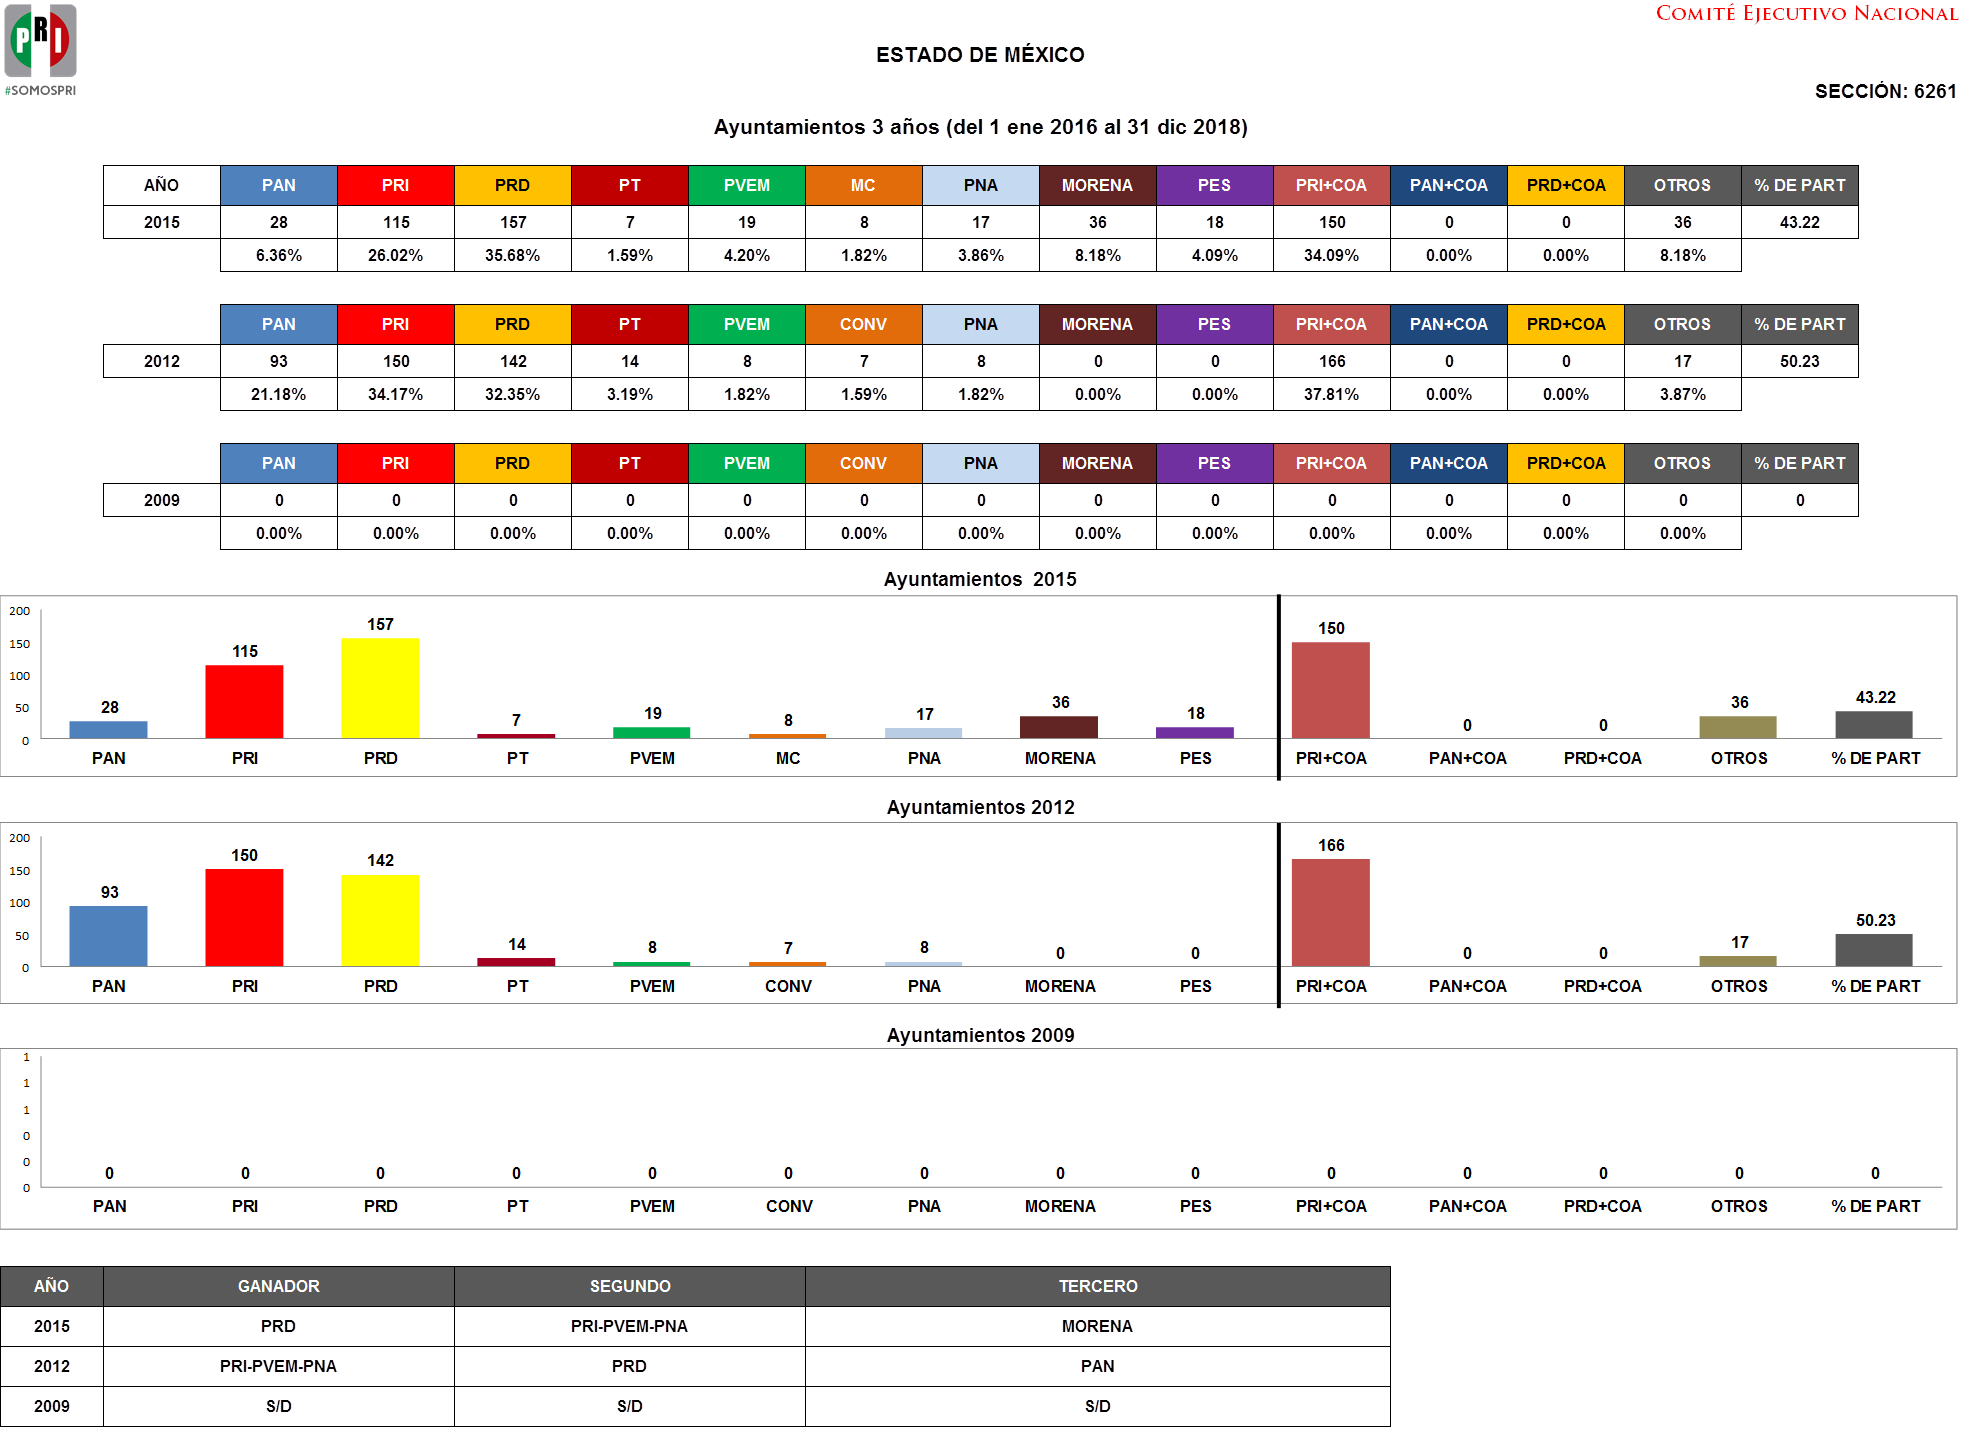 PRI
#SOMOSPRI
COMITÉ EJECUTIVO NACIONAL
ESTADO DE MÉXICO
SECCIÓN: 6261
Ayuntamientos 3 años (del 1 ene 2016 al 31 dic 2018)
AÑO PAN PRI PRD PT PVEM MC PNA MORENA PES PRI+COA PAN+COA PRD+COA OTROS % DE PART
2015 28 115 157 7 19 8 17 36 18 150 0 0 36 43.22
6.36% 26.02% 35.68% 1.59% 4.20% 1.82% 3.86% 8.18% 4.09% 34.09% 0.00% 0.00% 8.18%
PAN PRI PRD PT PVEM CONV PNA MORENA PES PRI+COA PAN+COA PRD+COA OTROS % DE PART
2012 93 150 142 14 8 7 8 0 0 166 0 0 17 50.23
21.18% 34.17% 32.35% 3.19% 1.82% 1.59% 1.82% 0.00% 0.00% 37.81% 0.00% 0.00% 3.87%
PAN PRI PRD PT PVEM CONV PNA MORENA PES PRI+COA PAN+COA PRD+COA OTROS % DE PART
2009 0 0 0 0 0 0 0 0 0 0 0 0 0 0
0.00% 0.00% 0.00% 0.00% 0.00% 0.00% 0.00% 0.00% 0.00% 0.00% 0.00% 0.00% 0.00%
Ayuntamientos 2015
200
150
100
50
0
28 115 157 7 19 8 17 36 18 150 0 0 36 43.22
PAN PRI PRD PT PVEM MC PNA MORENA PES PRI+COA PAN+COA PRD+COA OTROS % DE PART
Ayuntamientos 2012
200
150
100
50
0
93 150 142 14 8 7 8 0 0 166 0 0 17 50.23
PAN PRI PRD PT PVEM CONV PNA MORENA PES PRI+COA PAN+COA PRD+COA OTROS % DE PART
Ayuntamientos 2009
1
1
1
0
0
0
0 0 0 0 0 0 0 0 0 0 0 0 0 0
PAN PRI PRD PT PVEM CONV PNA MORENA PES PRI+COA PAN+COA PRD+COA OTROS % DE PART
AÑO GANADOR SEGUNDO TERCERO
2015 PRD PRI-PVEM-PNA MORENA
2012 PRI-PVEM-PNA PRD PAN
2009 S/D S/D S/D